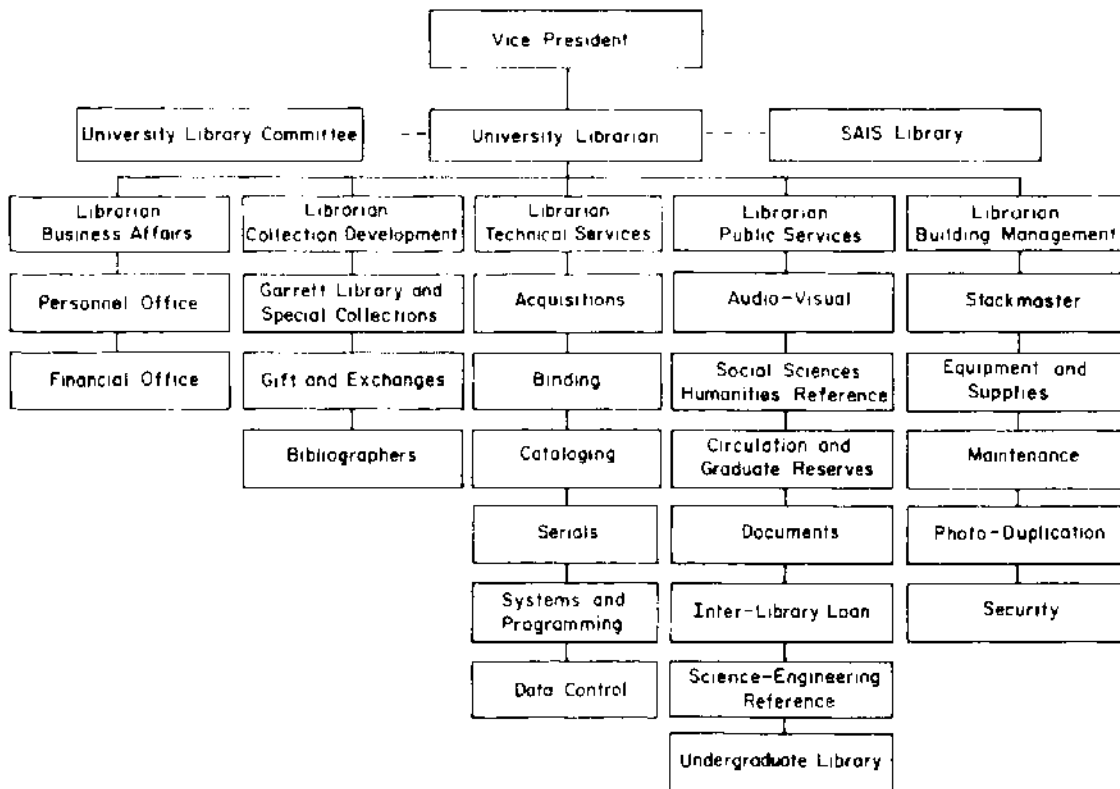 Vice President
University Library Committee
University Librarian
SAIS Library
Librarian
Business Affairs
Librarian
Collection Development
Librarian
Technical Services
Librarian
Public Services
Librarian
Building Management
Personnel Office
Garrett Library and
Special Collections
Acquisitions
Audio-Visual
Stackmaster
Financial Office
Gift and Exchanges
Binding
Social Sciences
Humanities Reference
Equipment and
Supplies
Bibliographers
Cataloging
Circulation and
Graduate Reserves
Maintenance
Serials
Documents
Photo-Duplication
Systems and
Programming
Inter-Library Loan
Security
Data Control
Science-Engineering
Reference
Undergraduate Library